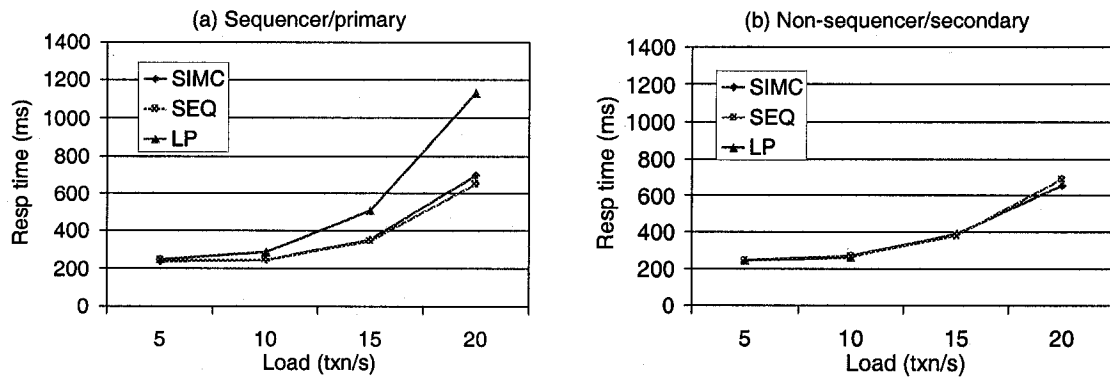 (a) Sequencer/primary
1400
1200
1000
800
600
400
200
0
Resp time (ms)
SIMC
SEQ
LP
5 10 15 20
Load (txn/s)
(b) Non-sequencer/secondary
1400
1200
1000
800
600
400
200
0
Resp time (ms)
SIMC
SEQ
LP
5 10 15 20
Load (txn/s)